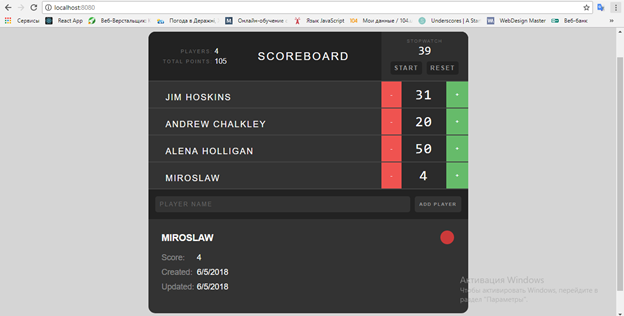 localhost:8080
Сервисы React App Веб-Верстальщик: Погода в Держани, Онлайн-обучение Язык JavaScript 104 Мои данные / 104... Underscores | A Sto WebDesign Master Веб-банк
PLAYERS: 4
TOTAL POINTS: 105
SCOREBOARD
STOPWATCH
39
START RESET
JIM HOSKINS - 31 +
ANDREW CHALKLEY - 20 +
ALENA HOLLIGAN - 50 +
MIROSLAW - 4 +
PLAYER NAME ADD PLAYER
MIROSLAW
Score: 4
Created: 6/5/2018
Updated: 6/5/2018
Активация Windows
Чтобы активировать Windows, перейдите в
раздел "Параметры".